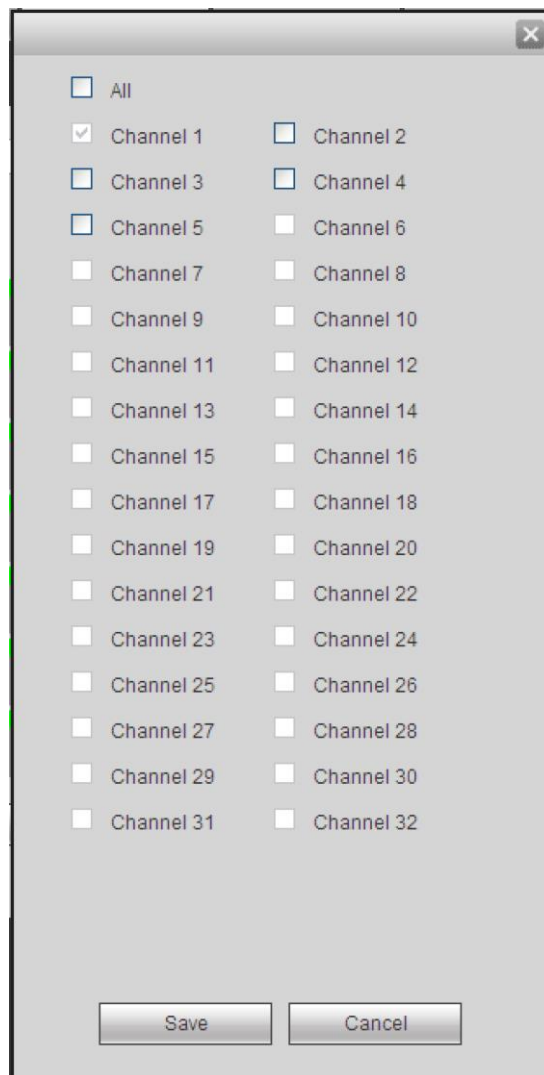 All
Channel 1 Channel 2
Channel 3 Channel 4
Channel 5 Channel 6
Channel 7 Channel 8
Channel 9 Channel 10
Channel 11 Channel 12
Channel 13 Channel 14
Channel 15 Channel 16
Channel 17 Channel 18
Channel 19 Channel 20
Channel 21 Channel 22
Channel 23 Channel 24
Channel 25 Channel 26
Channel 27 Channel 28
Channel 29 Channel 30
Channel 31 Channel 32
Save Cancel